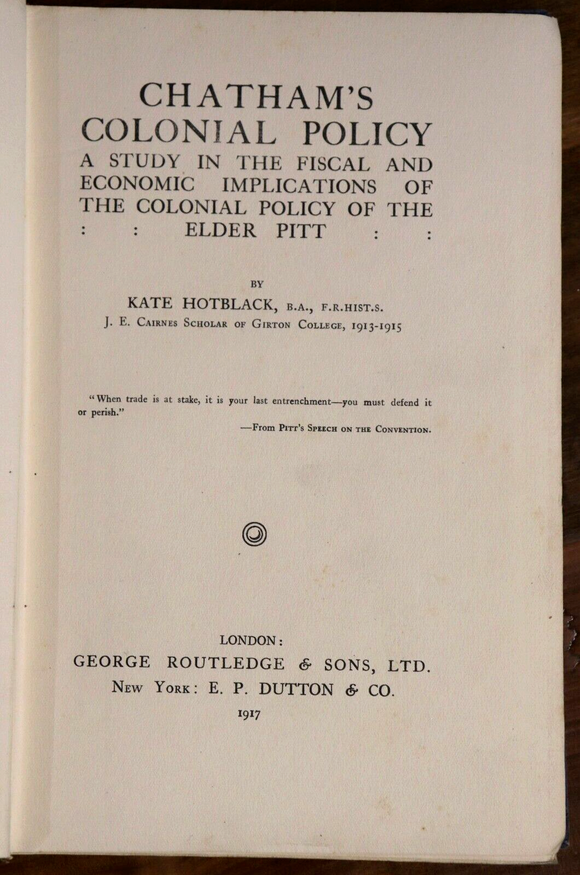 CHATHAM'S
COLONIAL POLICY
A STUDY IN THE FISCAL AND
ECONOMIC IMPLICATIONS OF
THE COLONIAL POLICY OF THE
: : ELDER PITT : :
BY
KATE HOTBLACK, B.A., F.R.HIST.S.
J. E. CAIRNES SCHOLAR OF GIRTON COLLEGE, 1913-1915
"When trade is at stake, it is your last entrenchment—you must defend it
or perish."
—From PITT'S SPEECH ON THE CONVENTION.
LONDON:
GEORGE ROUTLEDGE & SONS, LTD.
NEW YORK: E. P. DUTTON & CO.
1917